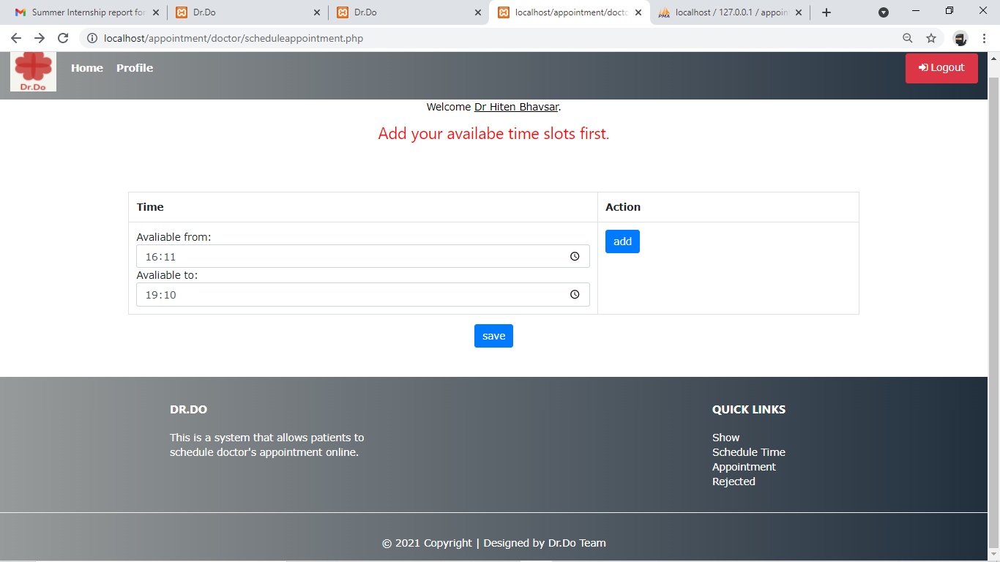 Summer Internship report for
Dr.Do
Dr.Do
localhost/appointment/docto
localhost / 127.0.0.1 / appoin
localhost/appointment/doctor/scheduleappointment.php
Dr.Do
Home Profile
Logout
Welcome Dr Hiten Bhavsar.
Add your availabe time slots first.
Time Action
Avaliable from:
add
16:11
Avaliable to:
19:10
save
DR.DO
This is a system that allows patients to
schedule doctor's appointment online.
QUICK LINKS
Show
Schedule Time
Appointment
Rejected
© 2021 Copyright | Designed by Dr.Do Team